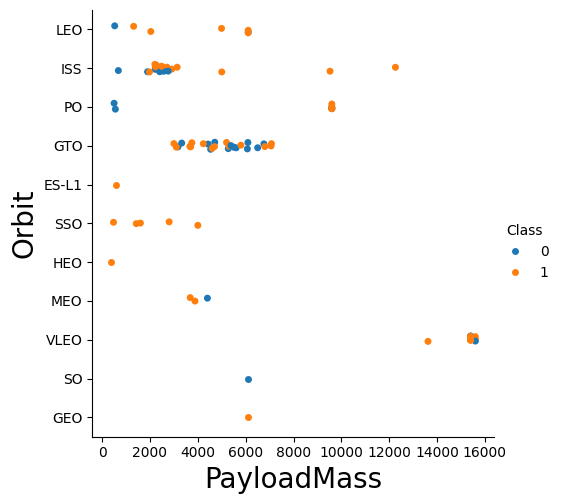 LEO
ISS
PO
GTO
ES-L1
SSO
HEO
MEO
VLEO
SO
GEO
Orbit
0 2000 4000 6000 8000 10000 12000 14000 16000
PayloadMass
Class
0
1